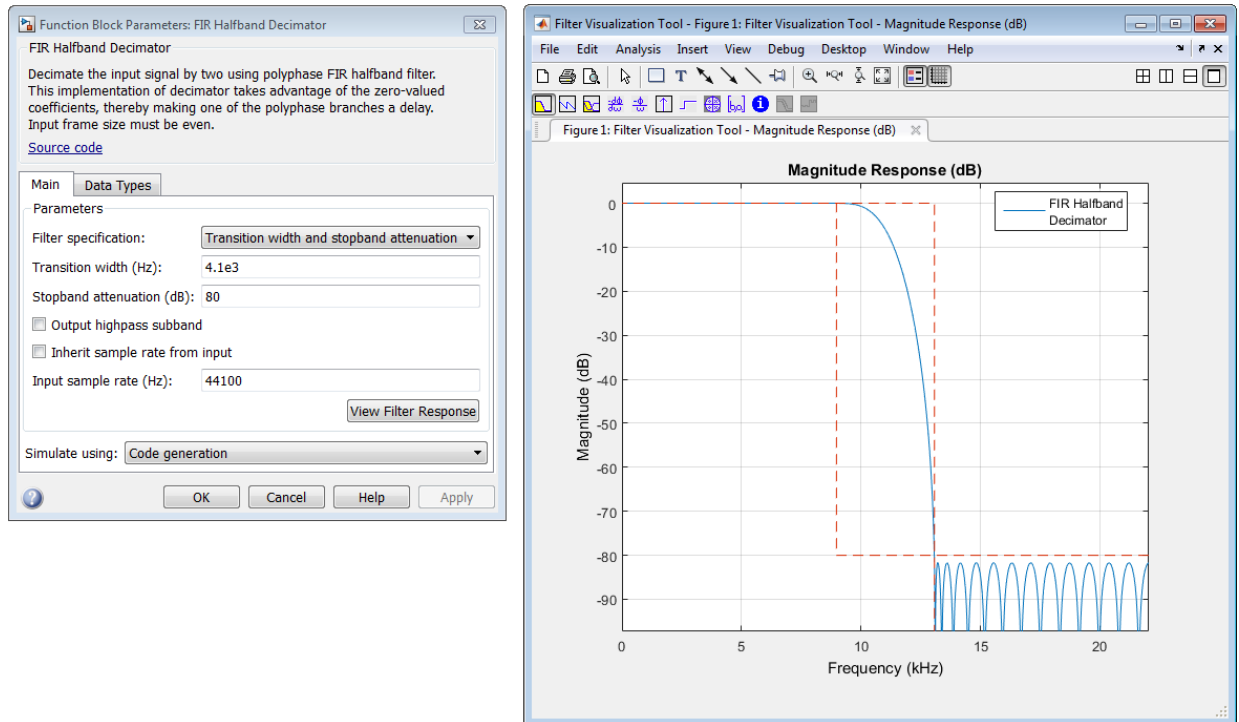 Function Block Parameters: FIR Halfband Decimator
FIR Halfband Decimator
Decimate the input signal by two using polyphase FIR halfband filter.
This implementation of decimator takes advantage of the zero-valued
coefficients, thereby making one of the polyphase branches a delay.
Input frame size must be even.
Source code
Main Data Types
Parameters
Filter specification: Transition width and stopband attenuation
Transition width (Hz): 4.1e3
Stopband attenuation (dB): 80
Output highpass subband
Inherit sample rate from input
Input sample rate (Hz): 44100
View Filter Response
Simulate using: Code generation
OK Cancel Help Apply
Filter Visualization Tool - Figure 1: Filter Visualization Tool - Magnitude Response (dB)
File Edit Analysis Insert View Debug Desktop Window Help
Figure 1: Filter Visualization Tool - Magnitude Response (dB)
Magnitude Response (dB)
FIR Halfband
Decimator
0
-10
-20
-30
-40
-50
-60
-70
-80
-90
Magnitude (dB)
0 5 10 15 20
Frequency (kHz)